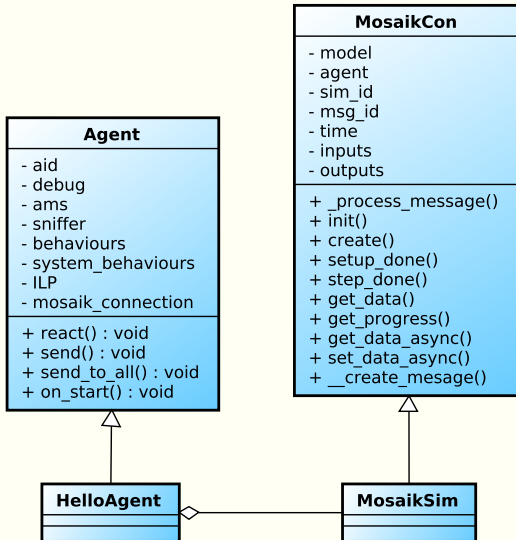 MosaikCon
- model
- agent
- sim_id
- msg_id
- time
- inputs
- outputs
+ _process_message()
+ init()
+ create()
+ setup_done()
+ step_done()
+ get_data()
+ get_progress()
+ get_data_async()
+ set_data_async()
+ __create_mesage()
Agent
- aid
- debug
- ams
- sniffer
- behaviours
- system_behaviours
- ILP
- mosaik_connection
+ react() : void
+ send() : void
+ send_to_all() : void
+ on_start() : void
HelloAgent
MosaikSim